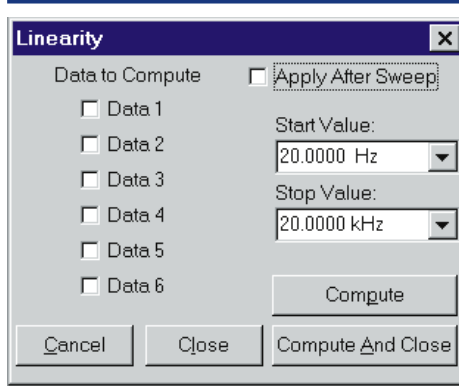 Linearity
Data to Compute
Apply After Sweep
Data 1
Data 2
Data 3
Data 4
Data 5
Data 6
Start Value:
20.0000 Hz
Stop Value:
20.0000 kHz
Compute
Cancel
Close
Compute And Close